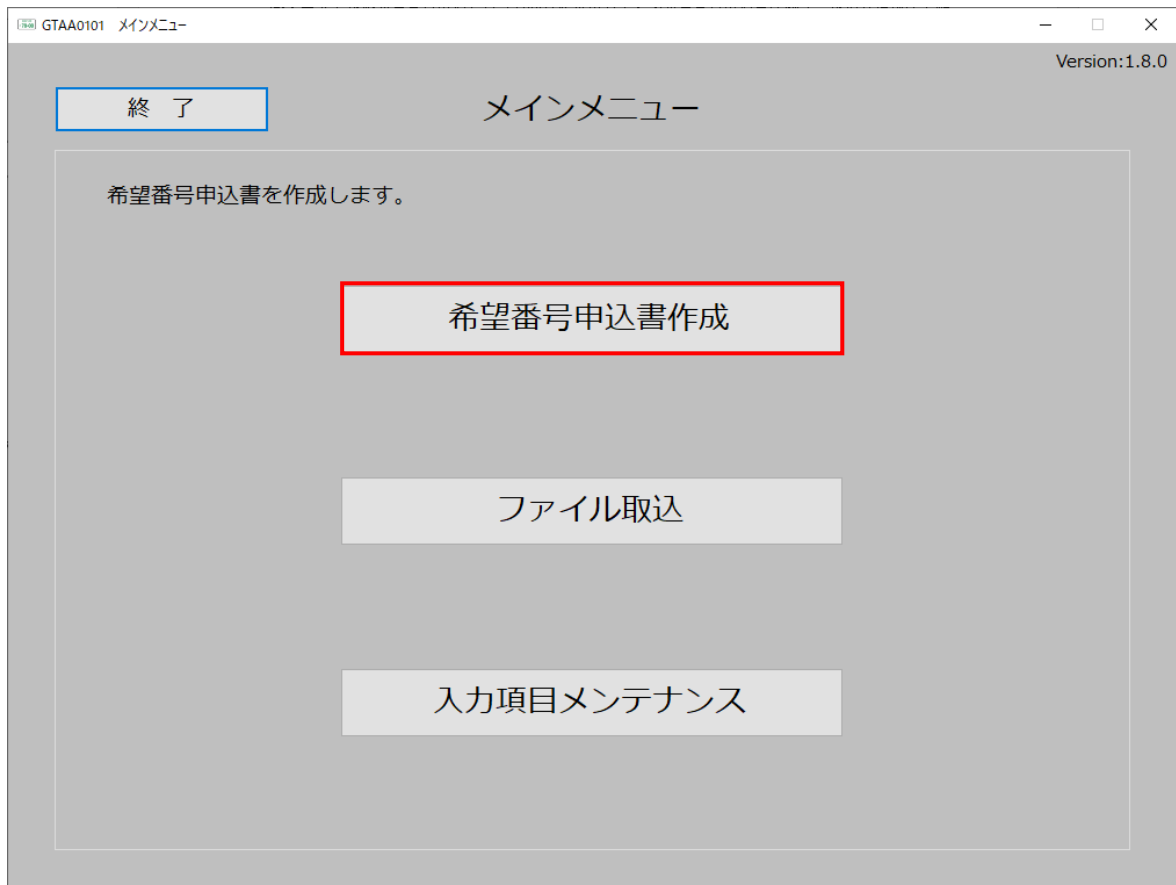 GTAA0101 メインメニュー
Version:1.8.0
終 了
メインメニュー
希望番号申込書を作成します。
希望番号申込書作成
ファイル取込
入力項目メンテナンス